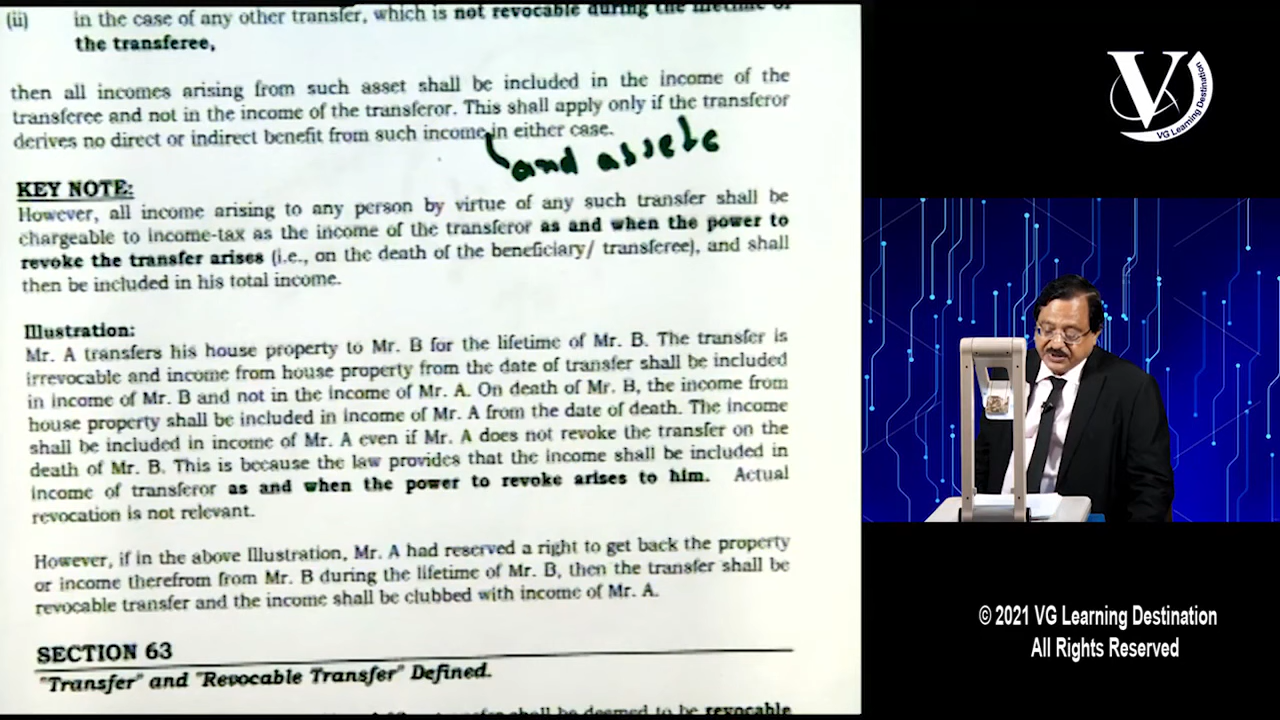 (ii) in the case of any other transfer, which is not revocable during the lifetime of
the transferee,
then all incomes arising from such asset shall be included in the income of the
transferee and not in the income of the transferor. This shall apply only if the transferor
derives no direct or indirect benefit from such income in either case.
and assets
KEY NOTE:
However, all income arising to any person by virtue of any such transfer shall be
chargeable to income-tax as the income of the transferor as and when the power to
revoke the transfer arises (i.e., on the death of the beneficiary/ transferee), and shall
then be included in his total income.
Illustration:
Mr. A transfers his house property to Mr. B for the lifetime of Mr. B. The transfer is
irrevocable and income from house property from the date of transfer shall be included
in income of Mr. B and not in the income of Mr. A. On death of Mr. B, the income from
house property shall be included in income of Mr. A from the date of death. The income
shall be included in income of Mr. A even if Mr. A does not revoke the transfer on the
death of Mr. B. This is because the law provides that the income shall be included in
income of transferor as and when the power to revoke arises to him. Actual
revocation is not relevant.
However, if in the above Illustration, Mr. A had reserved a right to get back the property
or income therefrom from Mr. B during the lifetime of Mr. B, then the transfer shall be
revocable transfer and the income shall be clubbed with income of Mr. A.
SECTION 63
"Transfer" and "Revocable Transfer" Defined.
shall be deemed to be revocable
V
VG Learning Destination
© 2021 VG Learning Destination
All Rights Reserved